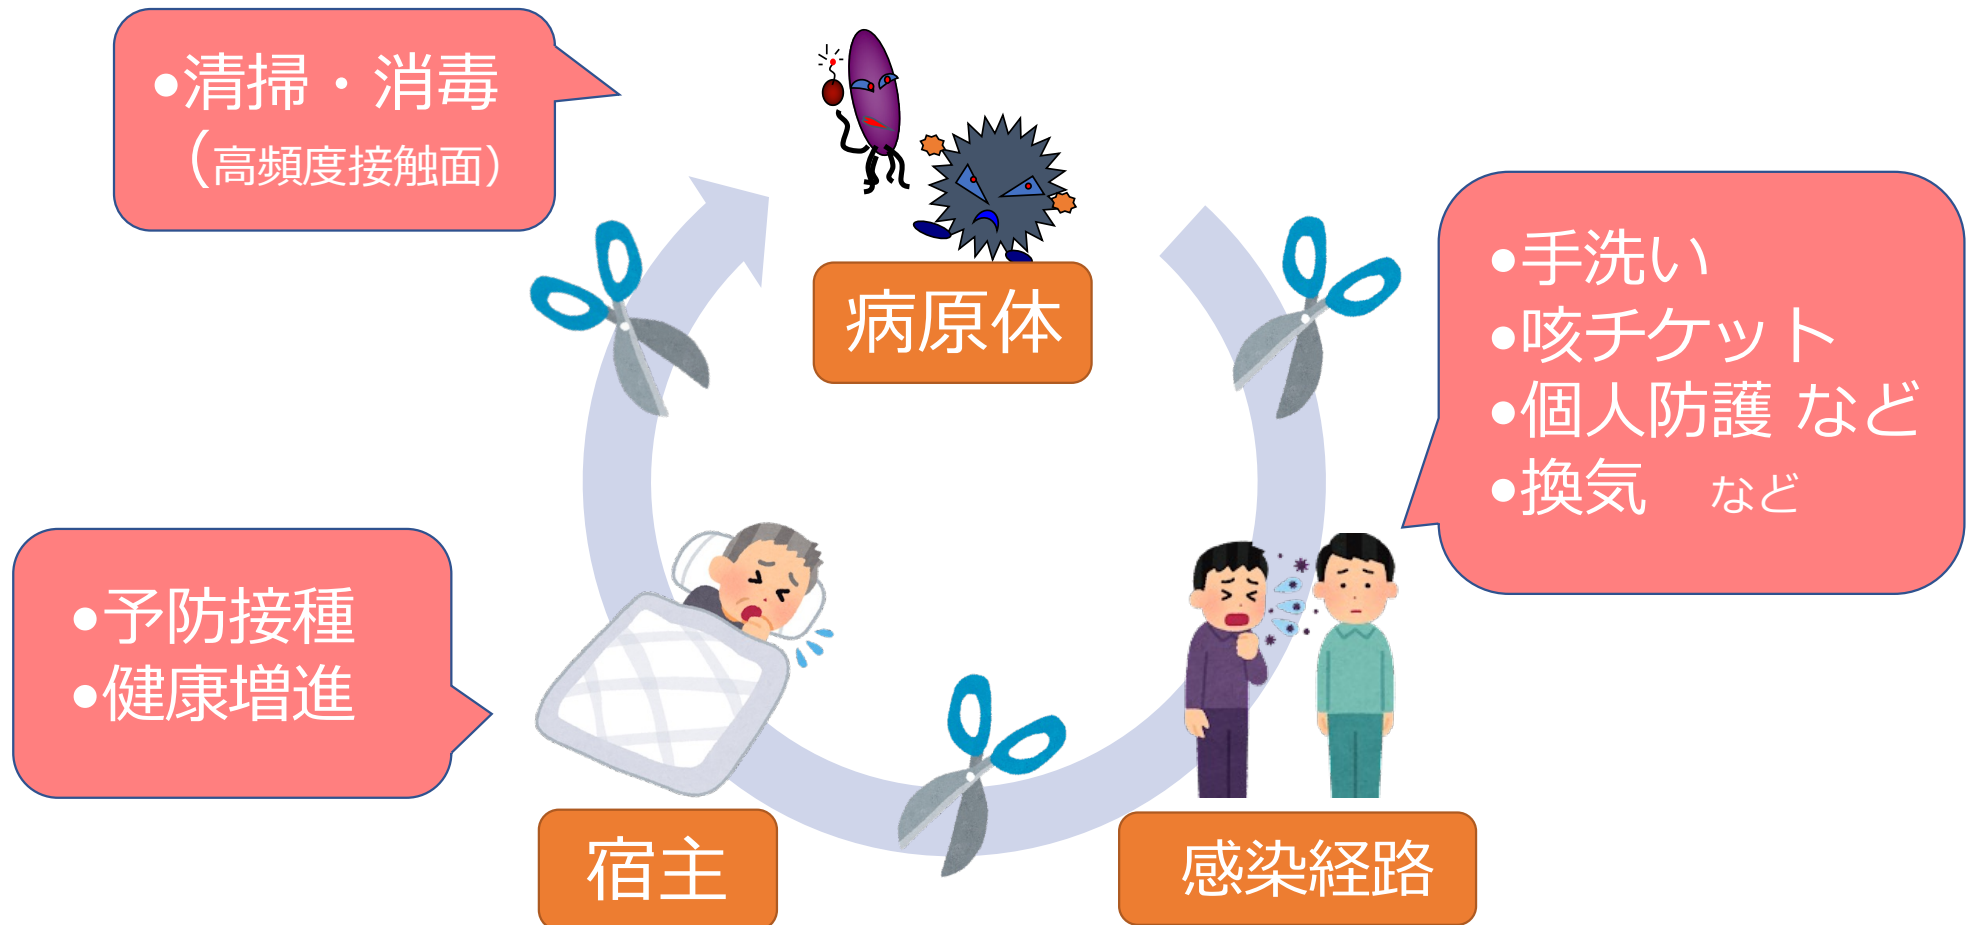 •清掃・消毒
（高頻度接触面）
病原体
•手洗い
•咳チケット
•個人防護 など
•換気　など
•予防接種
•健康増進
宿主
感染経路